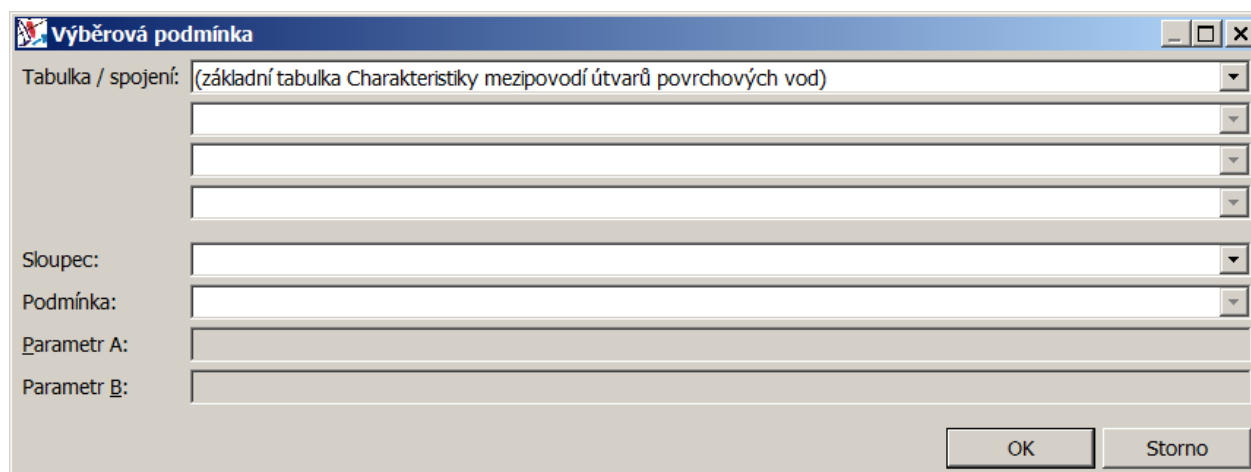 Výběrová podmínka
Tabulka / spojení: (základní tabulka Charakteristiky mezipovodí útvarů povrchových vod)
Sloupec:
Podmínka:
Parametr A:
Parametr B:
OK Storno